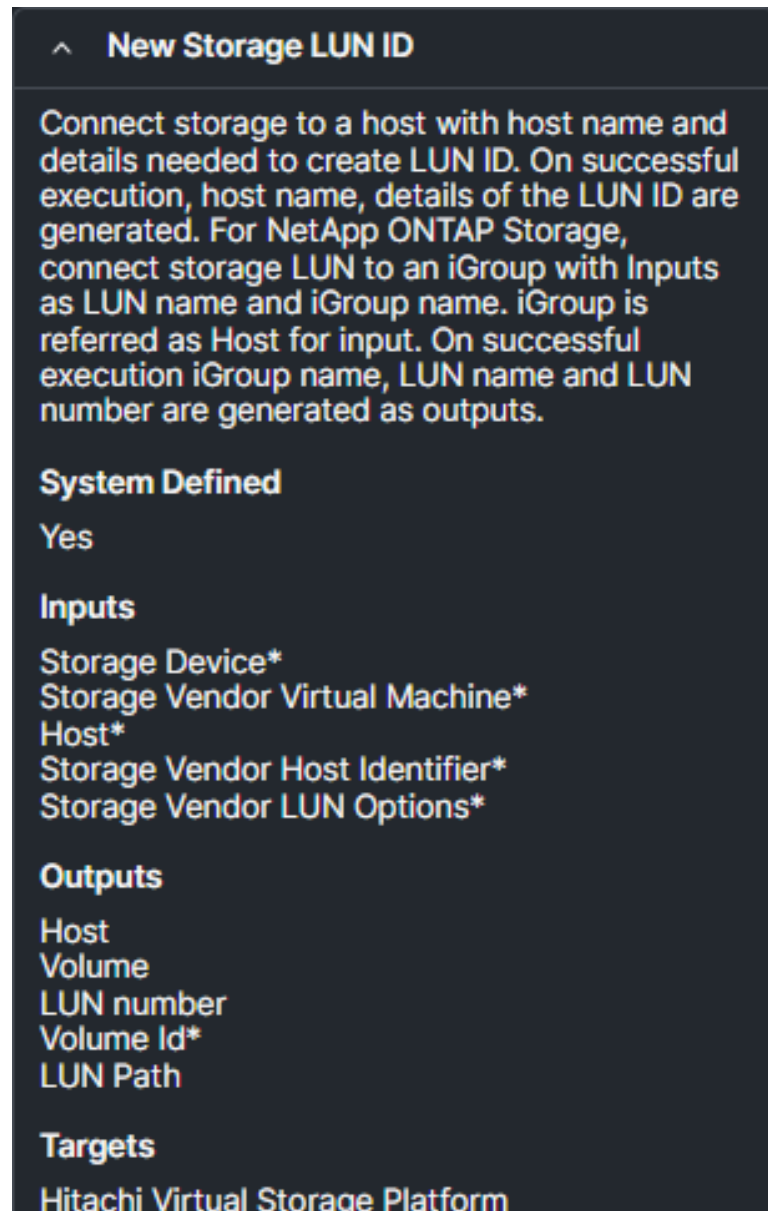 New Storage LUN ID
Connect storage to a host with host name and
details needed to create LUN ID. On successful
execution, host name, details of the LUN ID are
generated. For NetApp ONTAP Storage,
connect storage LUN to an iGroup with Inputs
as LUN name and iGroup name. iGroup is
referred as Host for input. On successful
execution iGroup name, LUN name and LUN
number are generated as outputs.
System Defined
Yes
Inputs
Storage Device*
Storage Vendor Virtual Machine*
Host*
Storage Vendor Host Identifier*
Storage Vendor LUN Options*
Outputs
Host
Volume
LUN number
Volume Id*
LUN Path
Targets
Hitachi Virtual Storage Platform